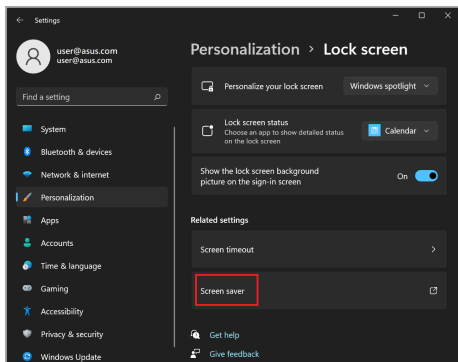 Settings
user@asus.com
user@asus.com
Find a setting
System
Bluetooth & devices
Network & internet
Personalization
Apps
Accounts
Time & language
Gaming
Accessibility
Privacy & security
Windows Update
Personalization > Lock screen
Personalize your lock screen
Windows spotlight
Lock screen status
Choose an app to show detailed status
on the lock screen
Calendar
Show the lock screen background
picture on the sign-in screen
On
Related settings
Screen timeout
Screen saver
Get help
Give feedback